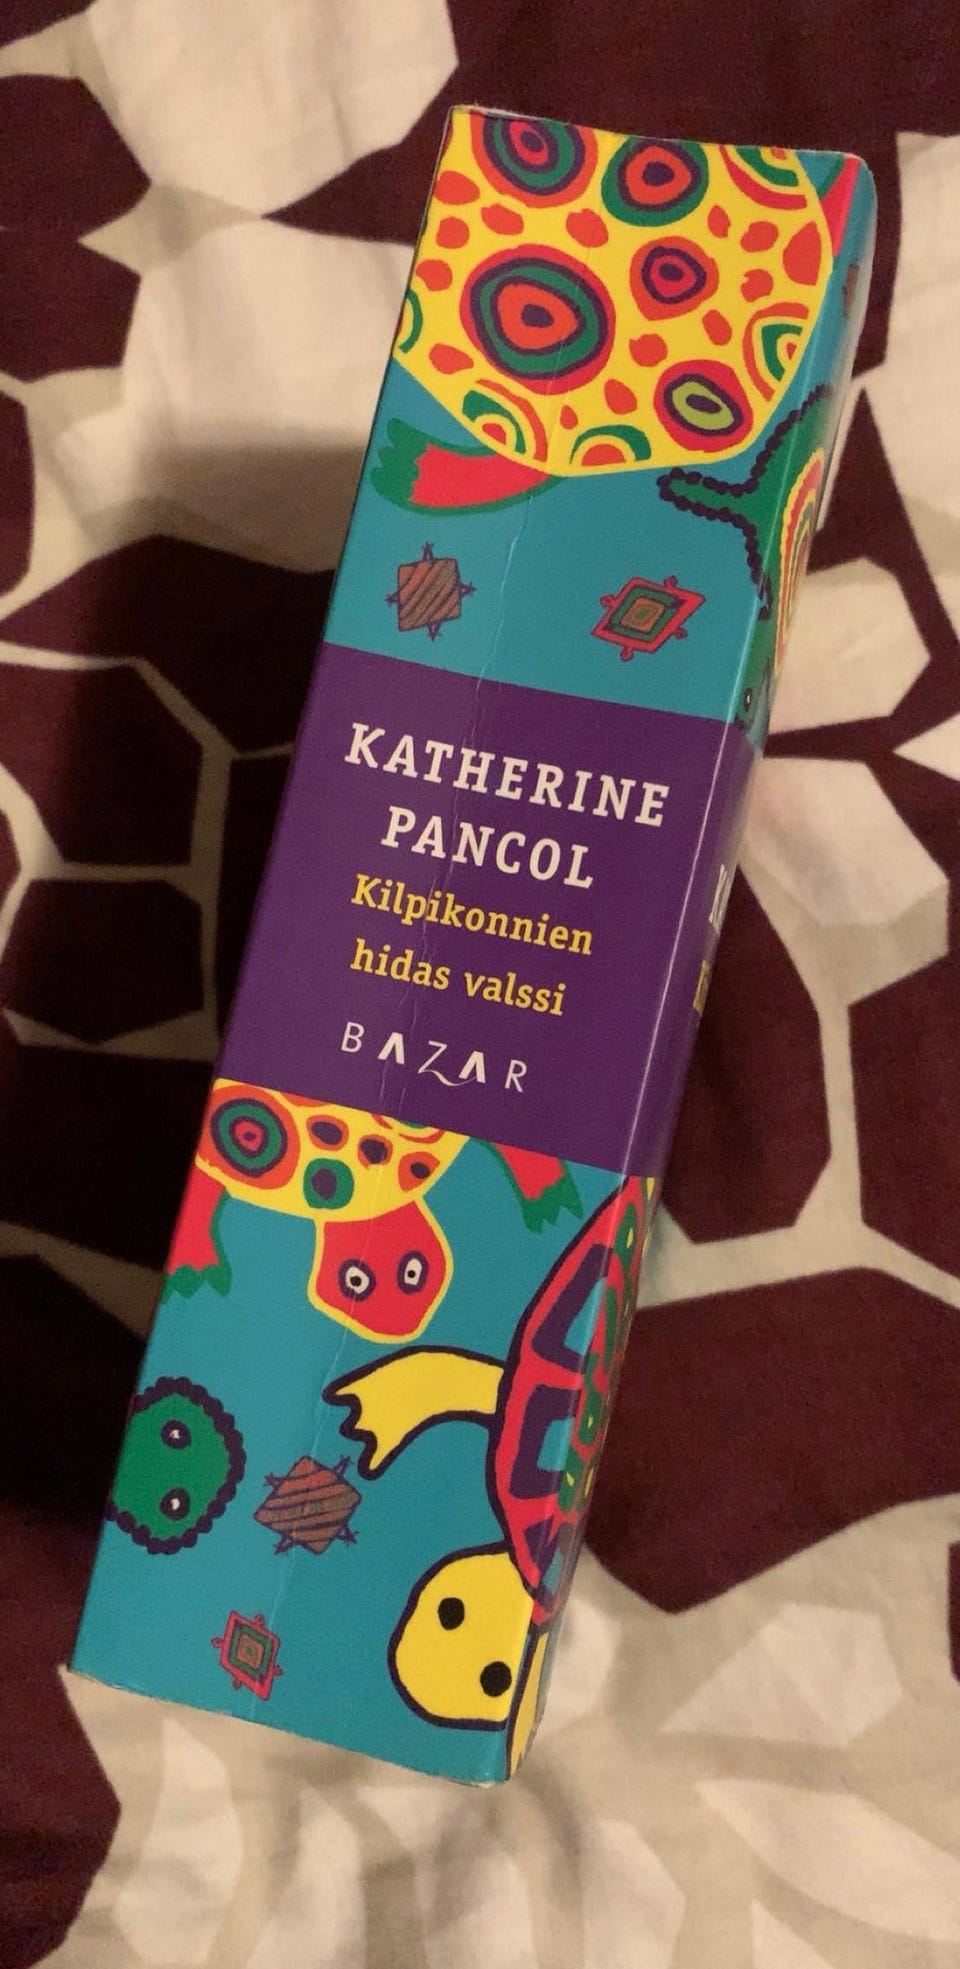 KATHERINE
PANCOL
Kilpikonnien
hidas valssi
BAZAR